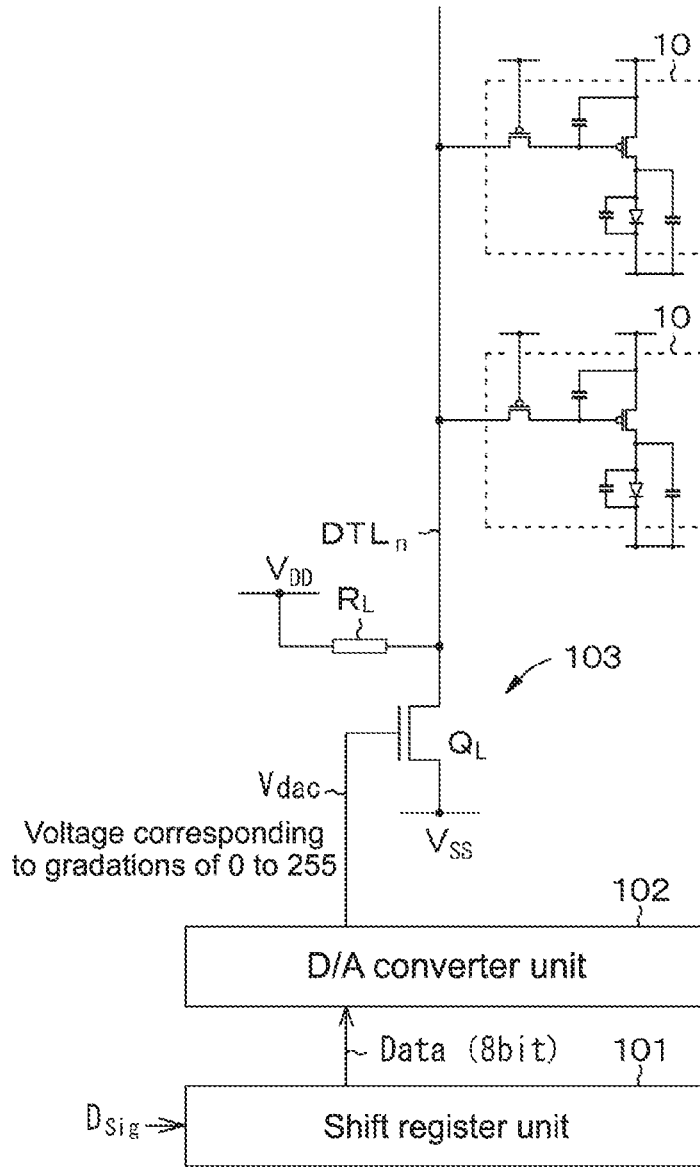 10
10
DTLn
VDD
RL
103
QL
Vdac
Voltage corresponding
to gradations of 0 to 255
VSS
102
D/A converter unit
Data (8bit)
101
DSig
Shift register unit